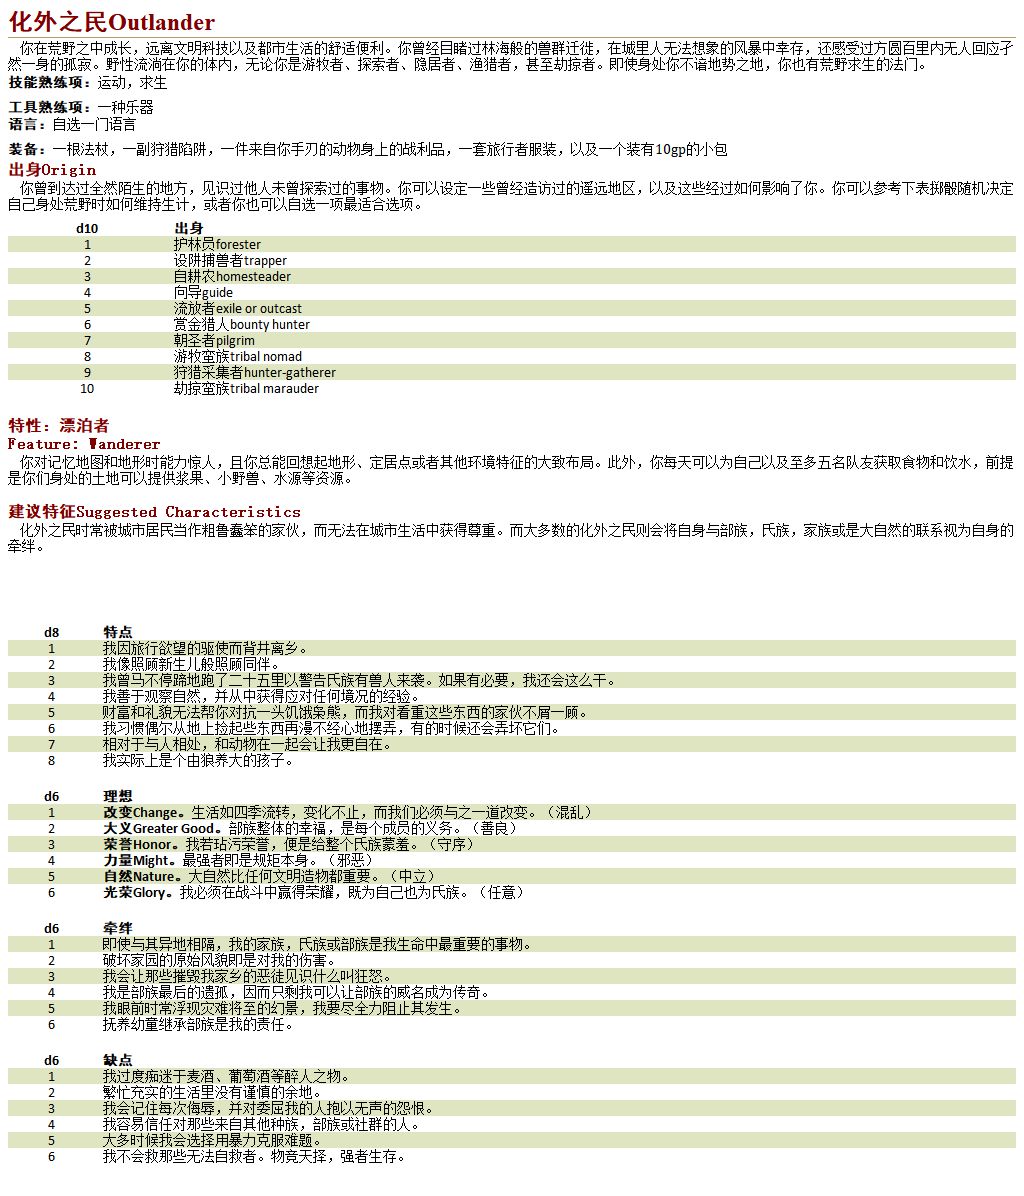 化外之民Outlander
你在荒野之中成长，远离文明科技以及都市生活的舒适便利。你曾经目睹过林海般的兽群迁徙，在城里人无法想象的风暴中幸存，还感受过方圆百里内无人回应孑
然一身的孤寂。野性流淌在你的体内，无论你是游牧者、探索者、隐居者、渔猎者，甚至劫掠者。即使身处你不谙地势之地，你也有荒野求生的法门。
技能熟练项：运动，求生
工具熟练项：一种乐器
语言：自选一门语言
装备：一根法杖，一副狩猎陷阱，一件来自你手刃的动物身上的战利品，一套旅行者服装，以及一个装有10gp的小包
出身Origin
你曾到达过全然陌生的地方，见识过他人未曾探索过的事物。你可以设定一些曾经造访过的遥远地区，以及这些经过如何影响了你。你可以参考下表掷骰随机决定
自己身处荒野时如何维持生计，或者你也可以自选一项最适合选项。
d10 出身
1 护林员forester
2 设阱捕兽者trapper
3 自耕农homesteader
4 向导guide
5 流放者exile or outcast
6 赏金猎人bounty hunter
7 朝圣者pilgrim
8 游牧蛮族tribal nomad
9 狩猎采集者hunter-gatherer
10 劫掠蛮族tribal marauder
特性：漂泊者
Feature: Wanderer
你对记忆地图和地形时能力惊人，且你总能回想起地形、定居点或者其他环境特征的大致布局。此外，你每天可以为自己以及至多五名队友获取食物和饮水，前提
是你们身处的土地可以提供浆果、小野兽、水源等资源。
建议特征Suggested Characteristics
化外之民时常被城市居民当作粗鲁蠢笨的家伙，而无法在城市生活中获得尊重。而大多数的化外之民则会将自身与部族，氏族，家族或是大自然的联系视为自身的
牵绊。
d8 特点
1 我因旅行欲望的驱使而背井离乡。
2 我像照顾新生儿般照顾同伴。
3 我曾马不停蹄地跑了二十五里以警告氏族有兽人来袭。如果有必要，我还会这么干。
4 我善于观察自然，并从中获得应对任何境况的经验。
5 财富和礼貌无法帮你对抗一头饥饿枭熊，而我对看重这些东西的家伙不屑一顾。
6 我习惯偶尔从地上捡起些东西再漫不经心地摆弄，有的时候还会弄坏它们。
7 相对于与人相处，和动物在一起会让我更自在。
8 我实际上是个由狼养大的孩子。
d6 理想
1 改变Change。生活如四季流转，变化不止，而我们必须与之一道改变。（混乱）
2 大义Greater Good。部族整体的幸福，是每个成员的义务。（善良）
3 荣誉Honor。我若玷污荣誉，便是给整个氏族蒙羞。（守序）
4 力量Might。最强者即是规矩本身。（邪恶）
5 自然Nature。大自然比任何文明造物都重要。（中立）
6 光荣Glory。我必须在战斗中赢得荣耀，既为自己也为氏族。（任意）
d6 牵绊
1 即使与其异地相隔，我的家族，氏族或部族是我生命中最重要的事物。
2 破坏家园的原始风貌即是对我的伤害。
3 我会让那些摧毁我家乡的恶徒见识什么叫狂怒。
4 我是部族最后的遗孤，因而只剩我可以让部族的威名成为传奇。
5 我眼前时常浮现灾难将至的幻景，我要尽全力阻止其发生。
6 抚养幼童继承部族是我的责任。
d6 缺点
1 我过度痴迷于麦酒、葡萄酒等醉人之物。
2 繁忙充实的生活里没有谨慎的余地。
3 我会记住每次侮辱，并对委屈我的人抱以无声的怨恨。
4 我容易信任对那些来自其他种族，部族或社群的人。
5 大多时候我会选择用暴力克服难题。
6 我不会救那些无法自救者。物竞天择，强者生存。